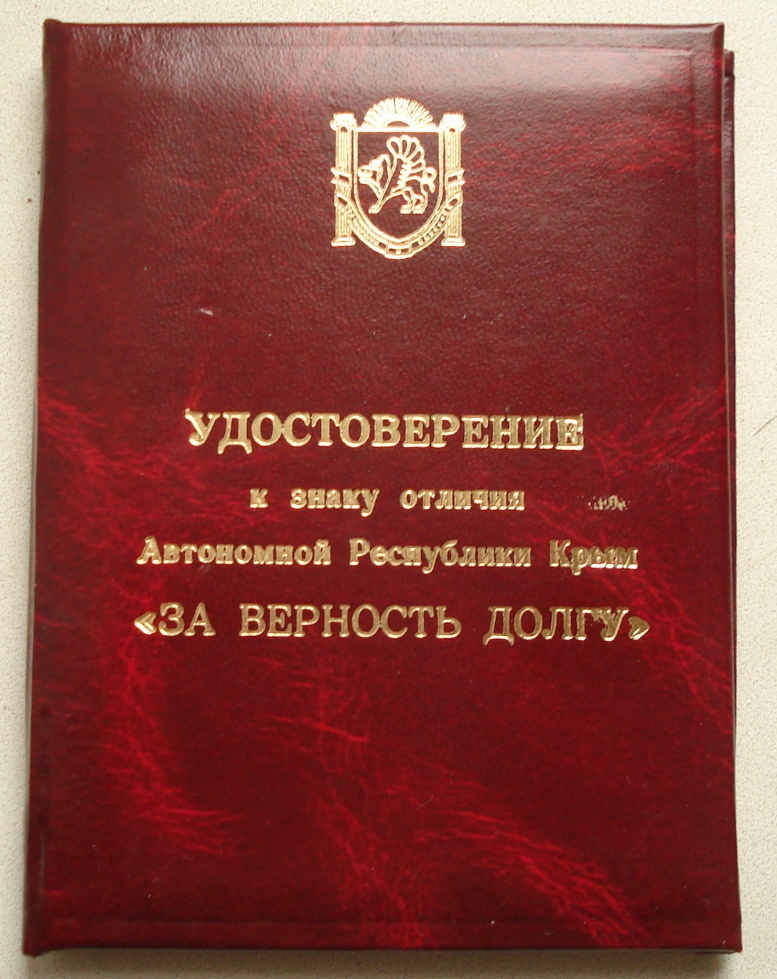 УДОСТОВЕРЕНИЕ
к знаку отличия
Автономной Республики Крым
«ЗА ВЕРНОСТЬ ДОЛГУ»